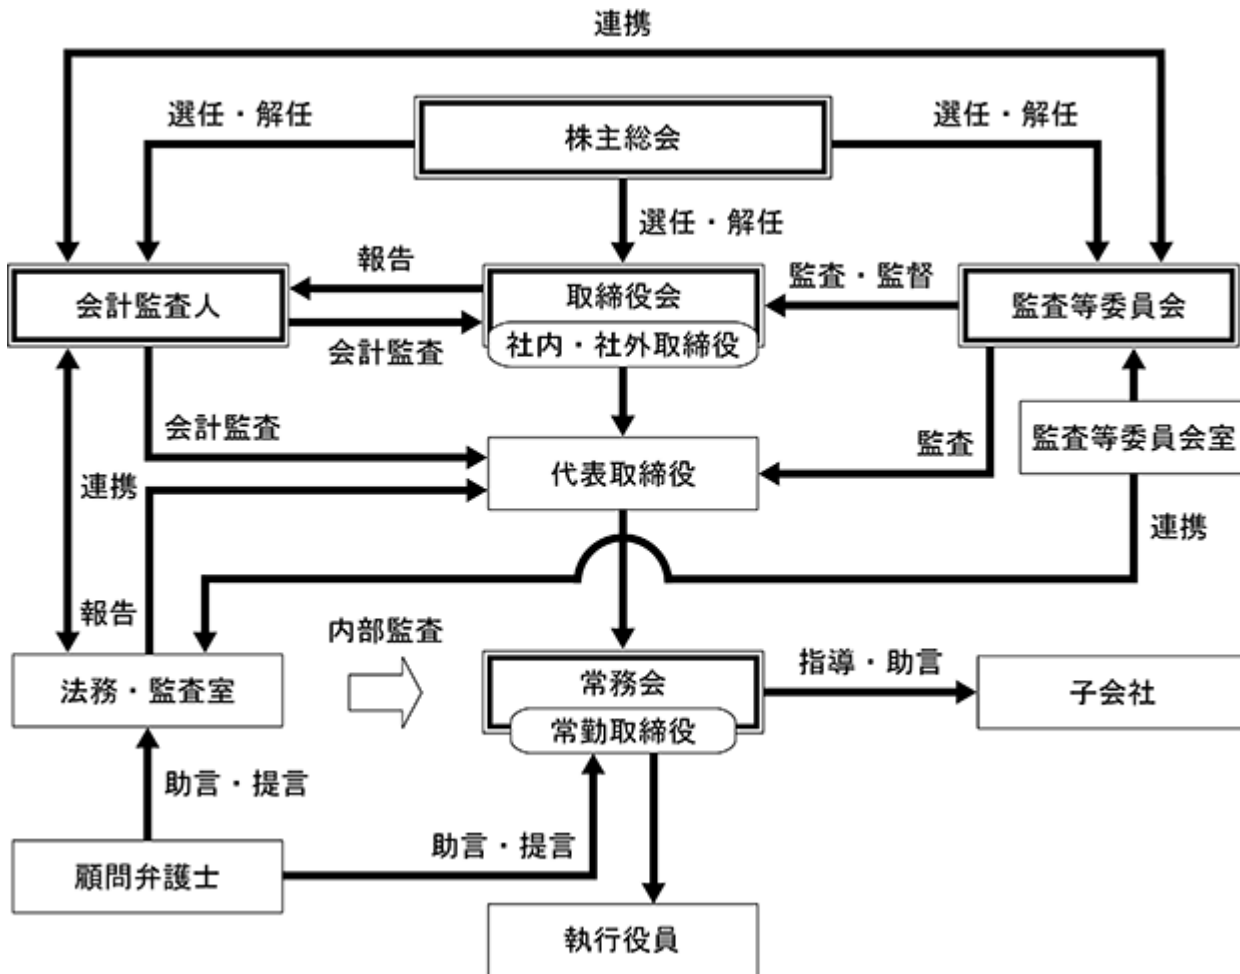 連携
選任・解任
株主総会
選任・解任
選任・解任
報告
監査・監督
会計監査人
取締役会
監査等委員会
会計監査
社内・社外取締役
会計監査
監査
監査等委員会室
代表取締役
連携
連携
報告
内部監査
指導・助言
法務・監査室
常務会
子会社
常勤取締役
助言・提言
助言・提言
顧問弁護士
執行役員